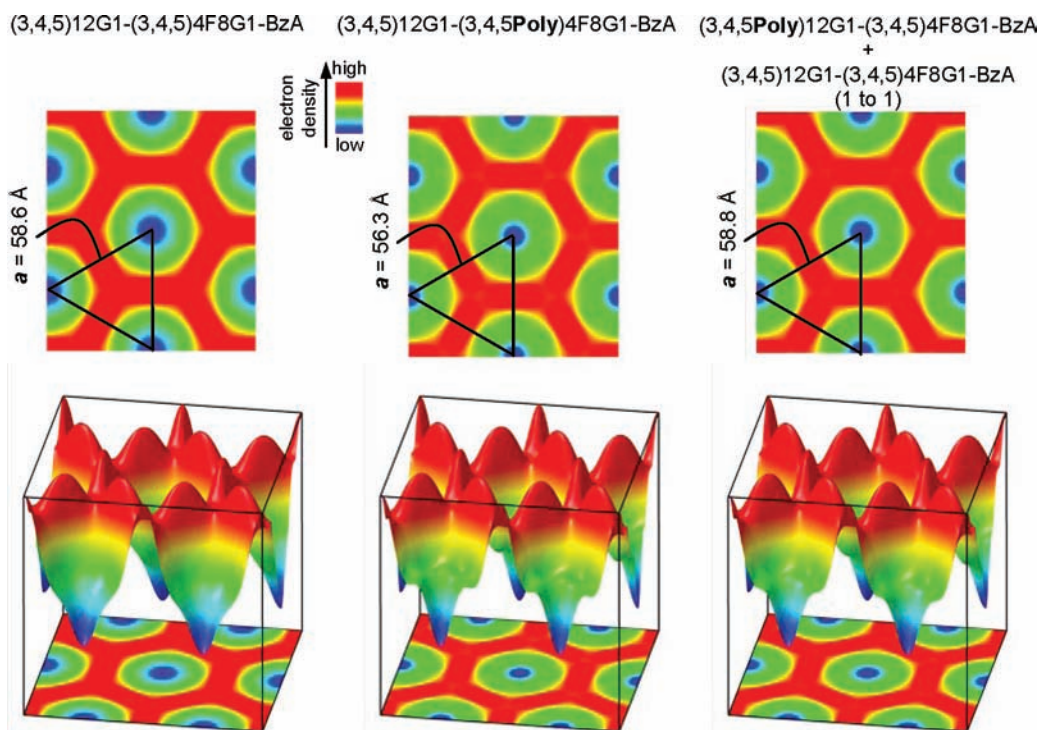 (3,4,5)12G1-(3,4,5)4F8G1-BzA
(3,4,5)12G1-(3,4,5Poly)4F8G1-BzA
(3,4,5Poly)12G1-(3,4,5)4F8G1-BzA
+
(3,4,5)12G1-(3,4,5)4F8G1-BzA
(1 to 1)
electron
density
high
low
a = 58.6 Å
a = 56.3 Å
a = 58.8 Å